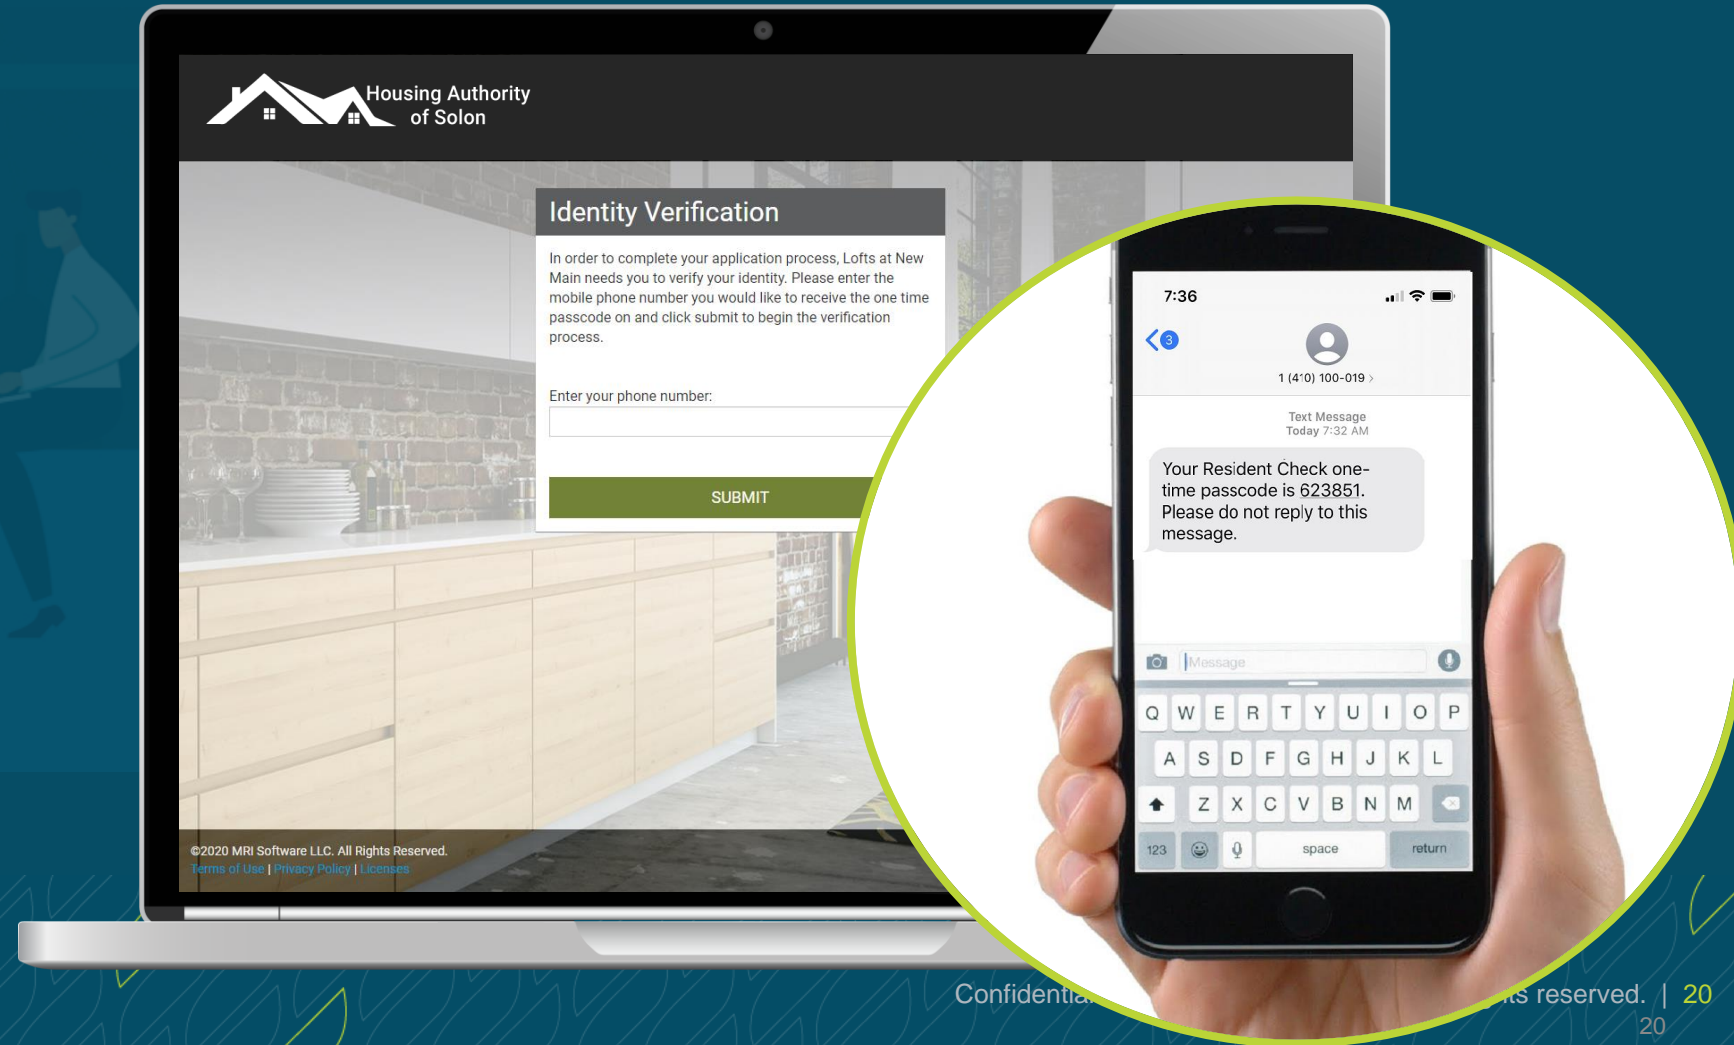 Housing Authority
of Solon
Identity Verification
In order to complete your application process, Lofts at New
Main needs you to verify your identity. Please enter the
mobile phone number you would like to receive the one time
passcode on and click submit to begin the verification
process.
Enter your phone number:
SUBMIT
©2020 MRI Software LLC. All Rights Reserved.
Terms of Use | Privacy Policy | Licenses
7:36
3
1 (410) 100-019 >
Text Message
Today 7:32 AM
Your Resident Check one-
time passcode is 623851.
Please do not reply to this
message.
Message
Q W E R T Y U I O P
A S D F G H J K L
Z X C V B N M
123 space return
reserved. | 20
20